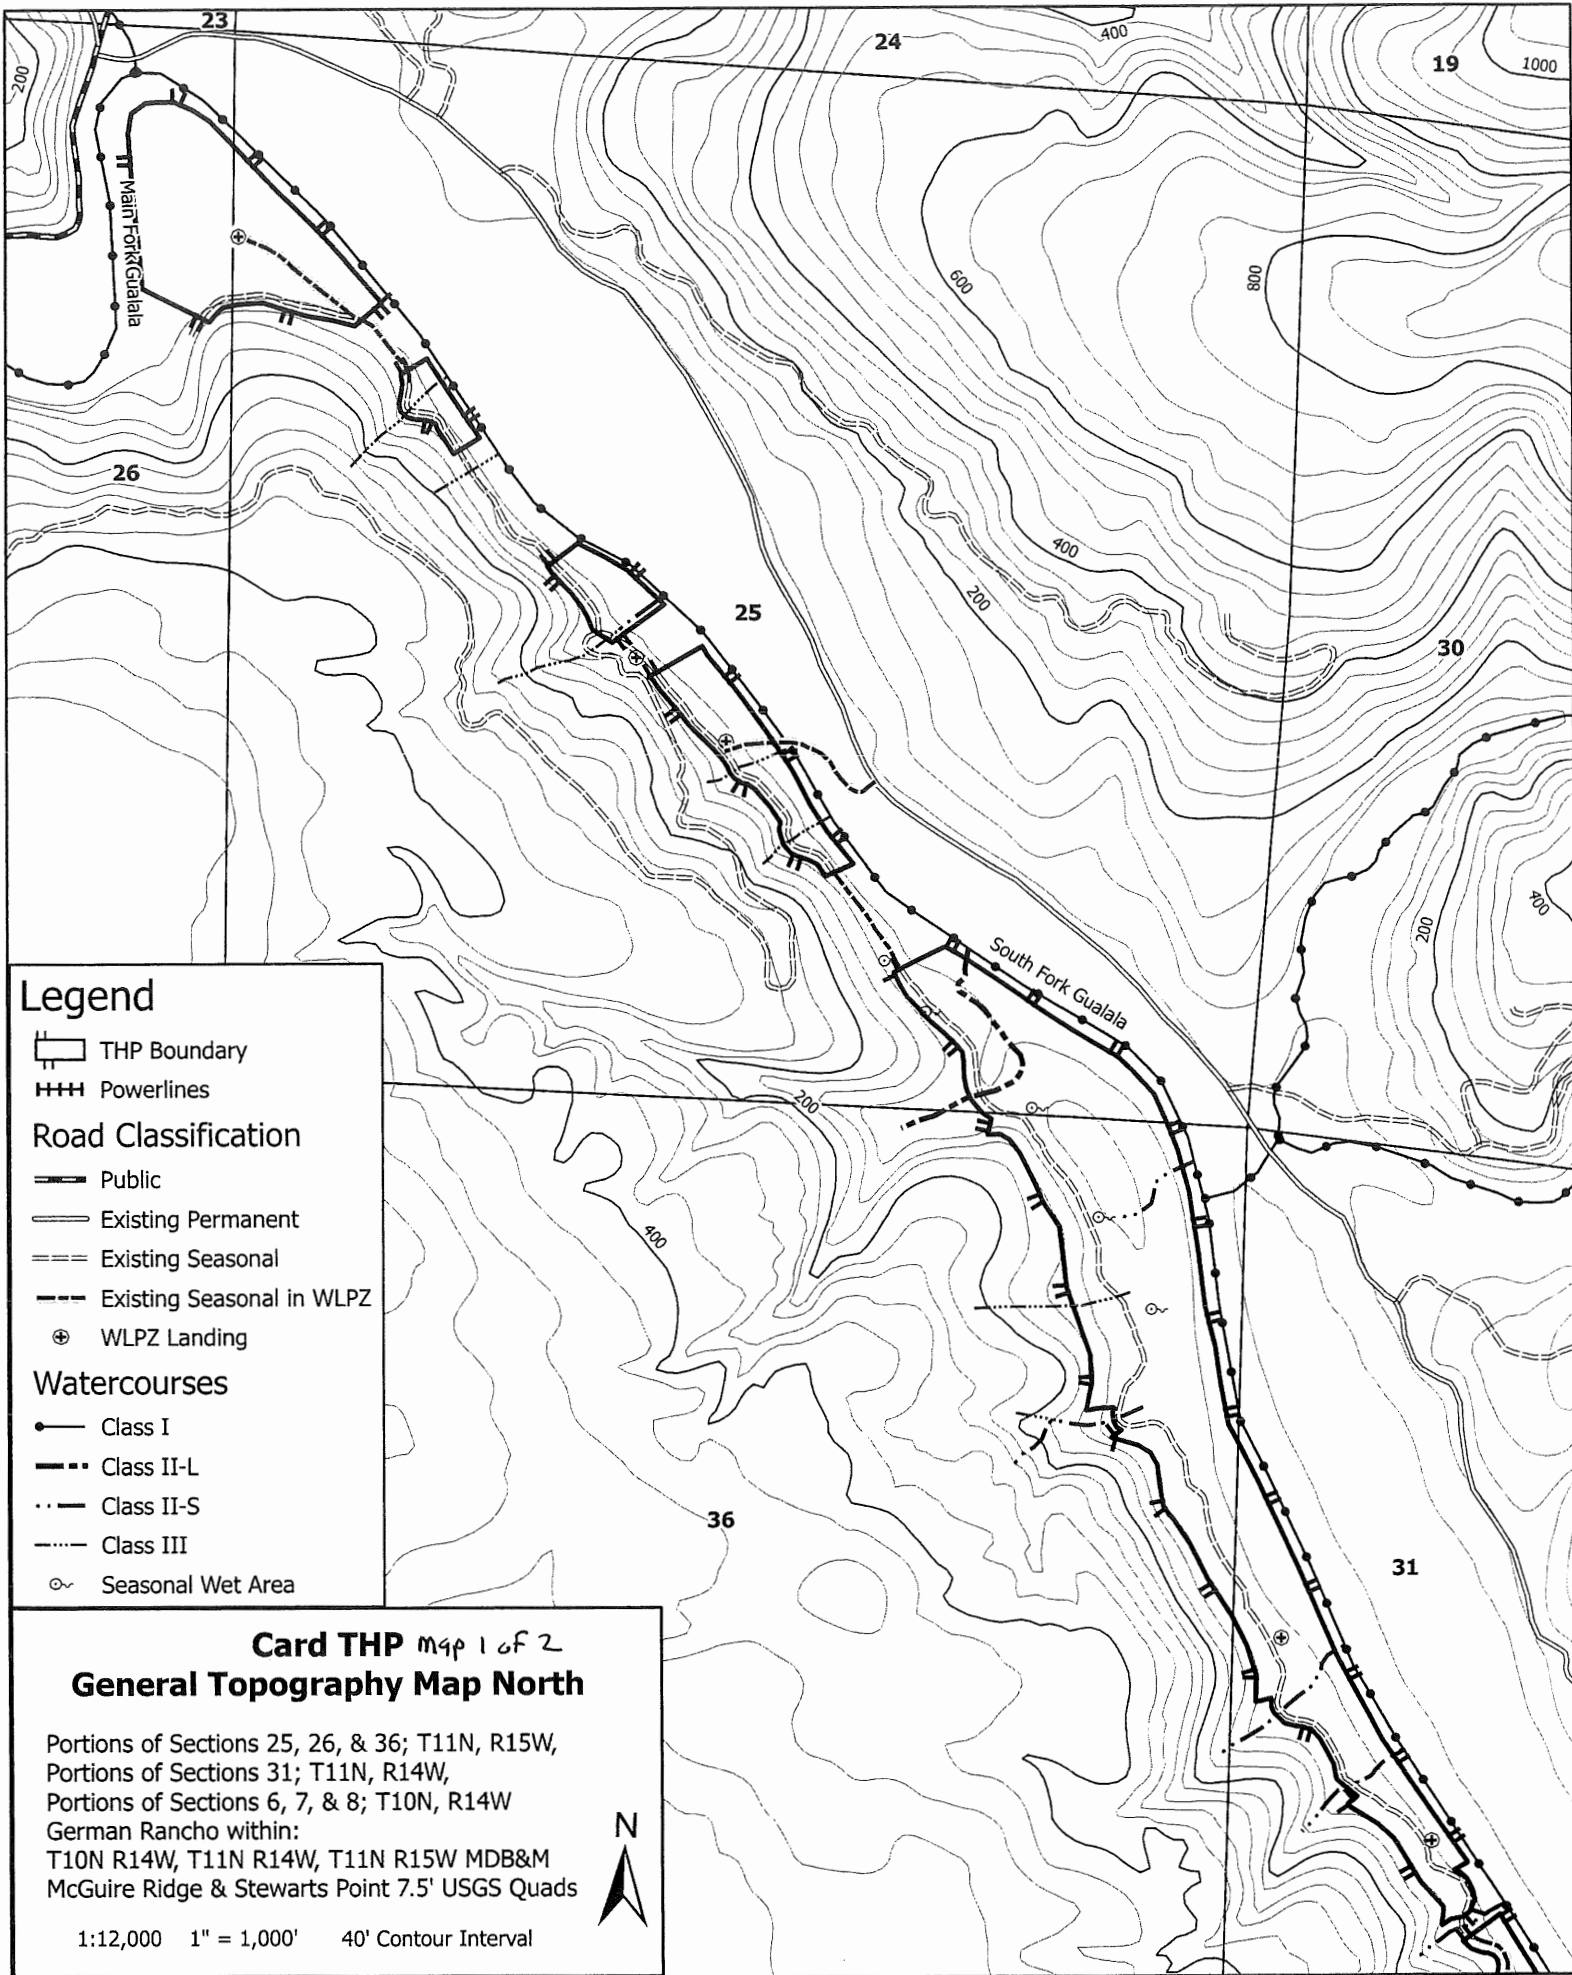 23
24
400
19
1000
200
Main Fork Gualala
600
800
26
400
200
25
30
400
200
South Fork Gualala
200
400
36
31
Legend
THP Boundary
Powerlines
Road Classification
Public
Existing Permanent
Existing Seasonal
Existing Seasonal in WLPZ
WLPZ Landing
Watercourses
Class I
Class II-L
Class II-S
Class III
Seasonal Wet Area
Card THP Map 1 of 2
General Topography Map North
Portions of Sections 25, 26, & 36; T11N, R15W,
Portions of Sections 31; T11N, R14W,
Portions of Sections 6, 7, & 8; T10N, R14W
German Rancho within:
T10N R14W, T11N R14W, T11N R15W MDB&M
McGuire Ridge & Stewarts Point 7.5' USGS Quads
N
1:12,000 1" = 1,000' 40' Contour Interval